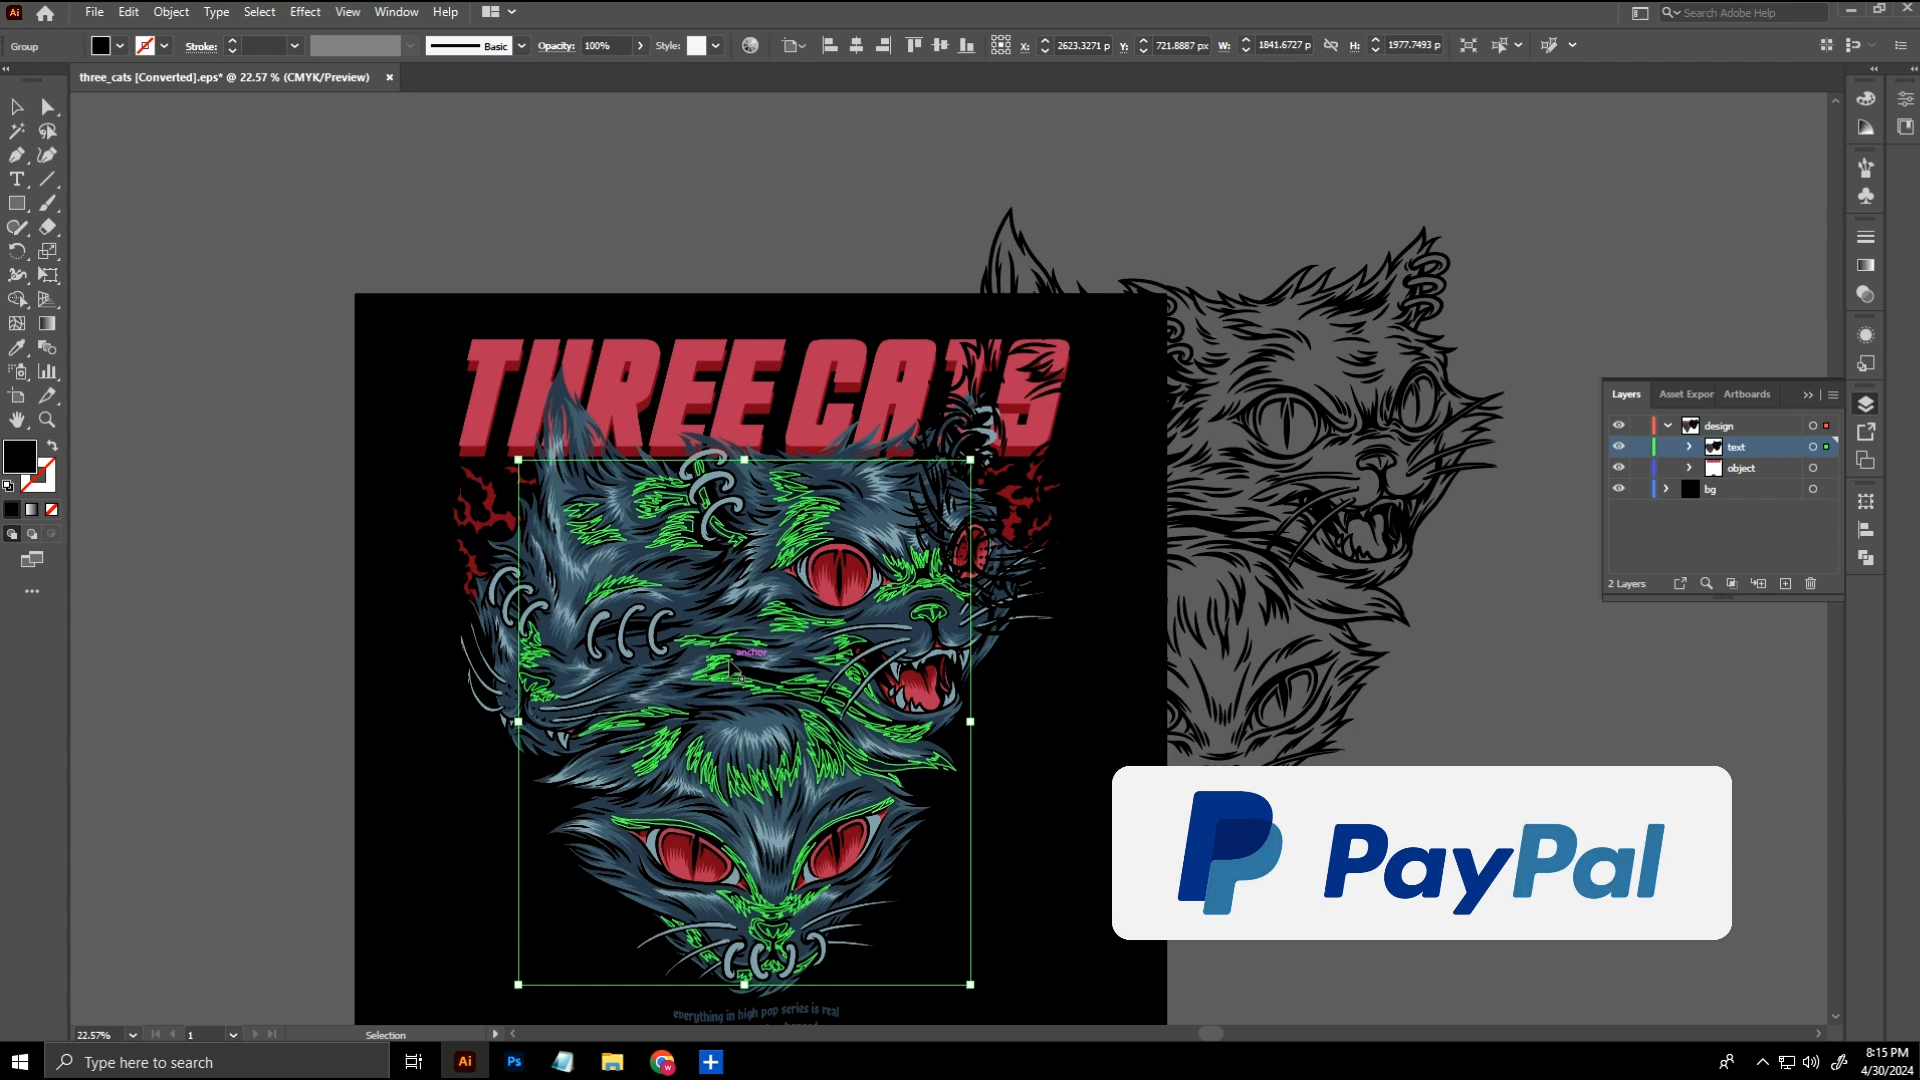 Ai File Edit Object Type Select Effect View Window Help Search Adobe Help
Group Stroke: Basic Opacity: 100% Style: X: 2623.3271 p Y: 721.8887 px W: 1841.6727 p H: 1977.7493 p
three_cats [Converted].eps* @ 22.57 % (CMYK/Preview)
THREE CATS
Layers Asset Expor Artboards
design
text
object
bg
2 Layers
anchor
PayPal
everything in high pop series is real
22.57% 1 Selection
Type here to search
Ai Ps
8:15 PM
4/30/2024